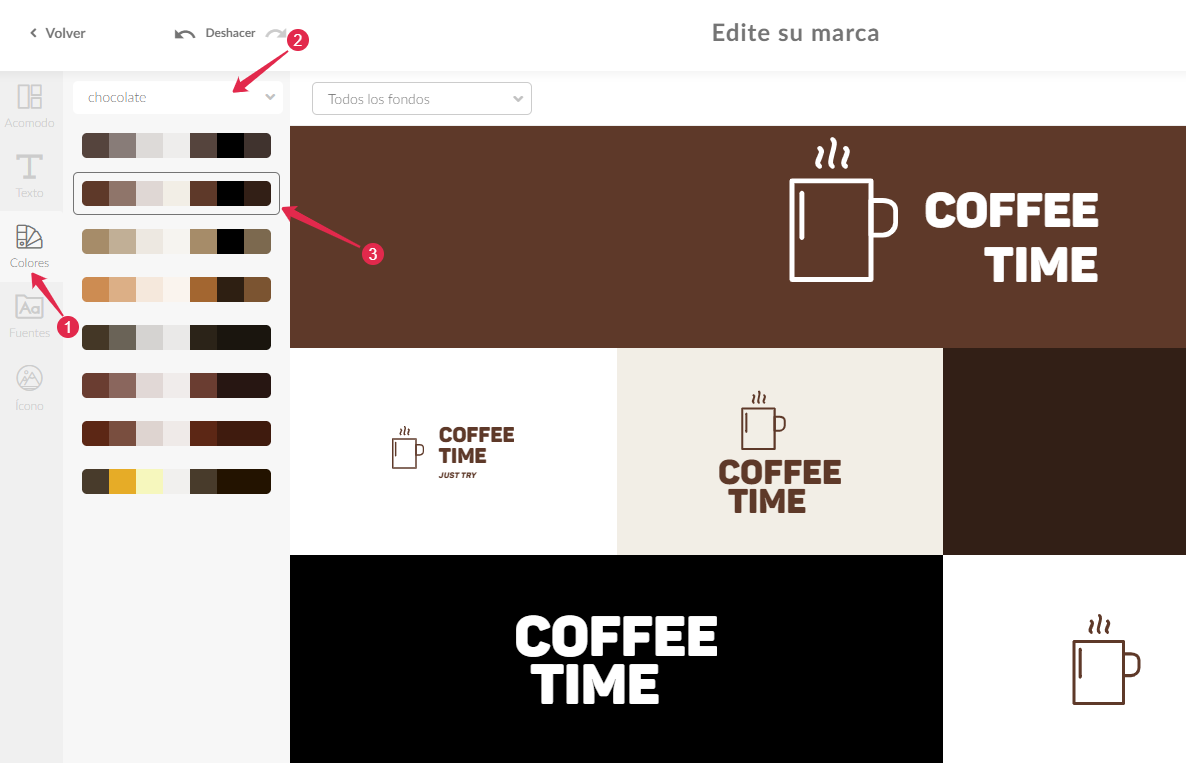 Volver
Deshacer
2
Edite su marca
Acomodo
Texto
Colores
1
Fuentes
Aa
Ícono
chocolate
3
Todos los fondos
COFFEE
TIME
COFFEE
TIME
JUST TRY
COFFEE
TIME
COFFEE
TIME